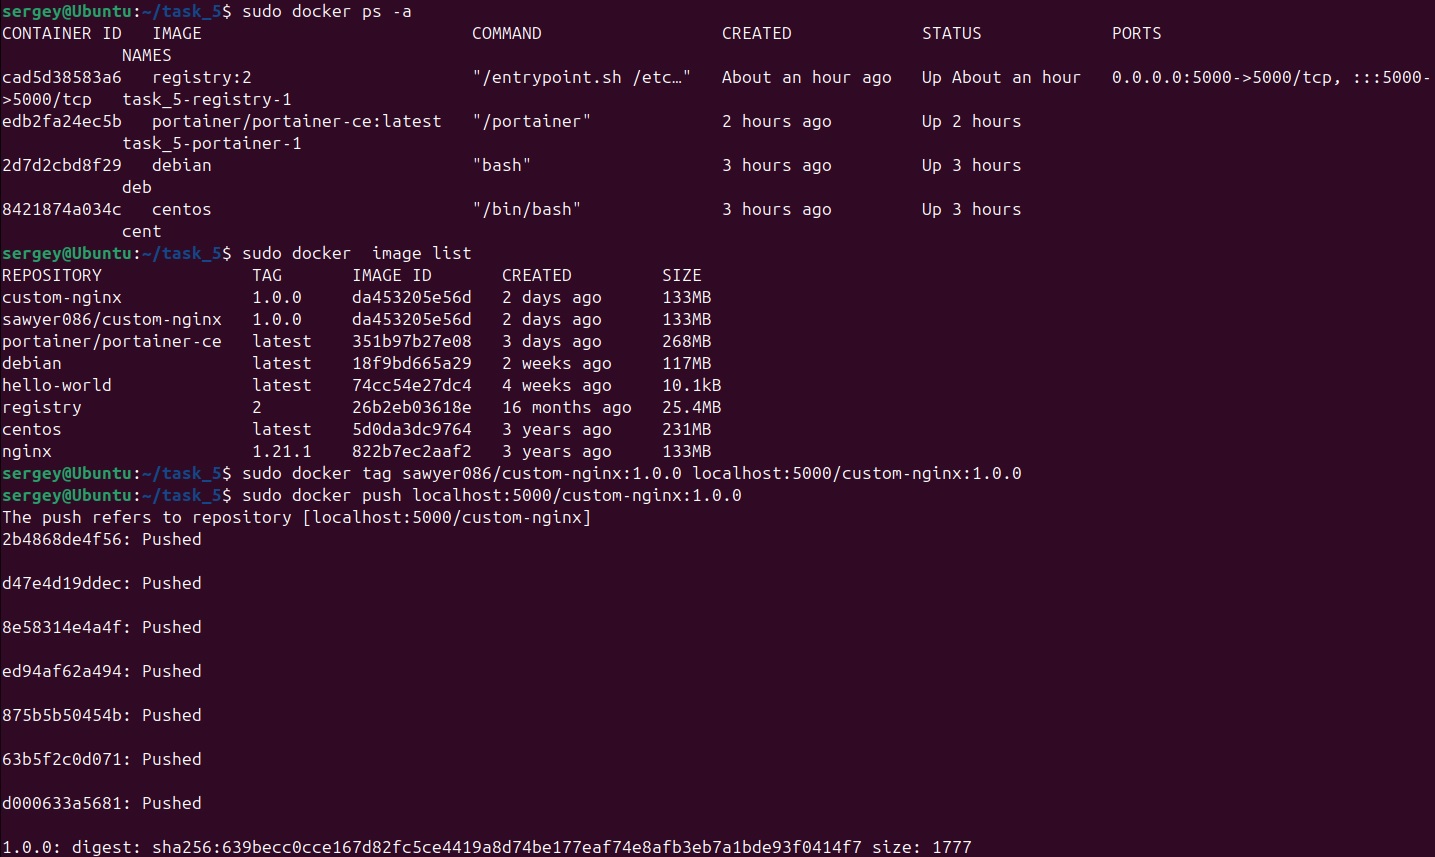 sergey@Ubuntu:~/task_5$ sudo docker ps -a
CONTAINER ID   IMAGE                           COMMAND                  CREATED             STATUS             PORTS
            NAMES
cad5d38583a6   registry:2                      "/entrypoint.sh /etc…"   About an hour ago   Up About an hour   0.0.0.0:5000->5000/tcp, :::5000-
>5000/tcp   task_5-registry-1
edb2fa24ec5b   portainer/portainer-ce:latest   "/portainer"             2 hours ago         Up 2 hours
            task_5-portainer-1
2d7d2cbd8f29   debian                          "bash"                   3 hours ago         Up 3 hours
            deb
8421874a034c   centos                          "/bin/bash"              3 hours ago         Up 3 hours
            cent
sergey@Ubuntu:~/task_5$ sudo docker  image list
REPOSITORY               TAG       IMAGE ID       CREATED         SIZE
custom-nginx             1.0.0     da453205e56d   2 days ago      133MB
sawyer086/custom-nginx   1.0.0     da453205e56d   2 days ago      133MB
portainer/portainer-ce   latest    351b97b27e08   3 days ago      268MB
debian                   latest    18f9bd665a29   2 weeks ago     117MB
hello-world              latest    74cc54e27dc4   4 weeks ago     10.1kB
registry                 2         26b2eb03618e   16 months ago   25.4MB
centos                   latest    5d0da3dc9764   3 years ago     231MB
nginx                    1.21.1    822b7ec2aaf2   3 years ago     133MB
sergey@Ubuntu:~/task_5$ sudo docker tag sawyer086/custom-nginx:1.0.0 localhost:5000/custom-nginx:1.0.0
sergey@Ubuntu:~/task_5$ sudo docker push localhost:5000/custom-nginx:1.0.0
The push refers to repository [localhost:5000/custom-nginx]
2b4868de4f56: Pushed
d47e4d19ddec: Pushed
8e58314e4a4f: Pushed
ed94af62a494: Pushed
875b5b50454b: Pushed
63b5f2c0d071: Pushed
d000633a5681: Pushed
1.0.0: digest: sha256:639becc0cce167d82fc5ce4419a8d74be177eaf74e8afb3eb7a1bde93f0414f7 size: 1777